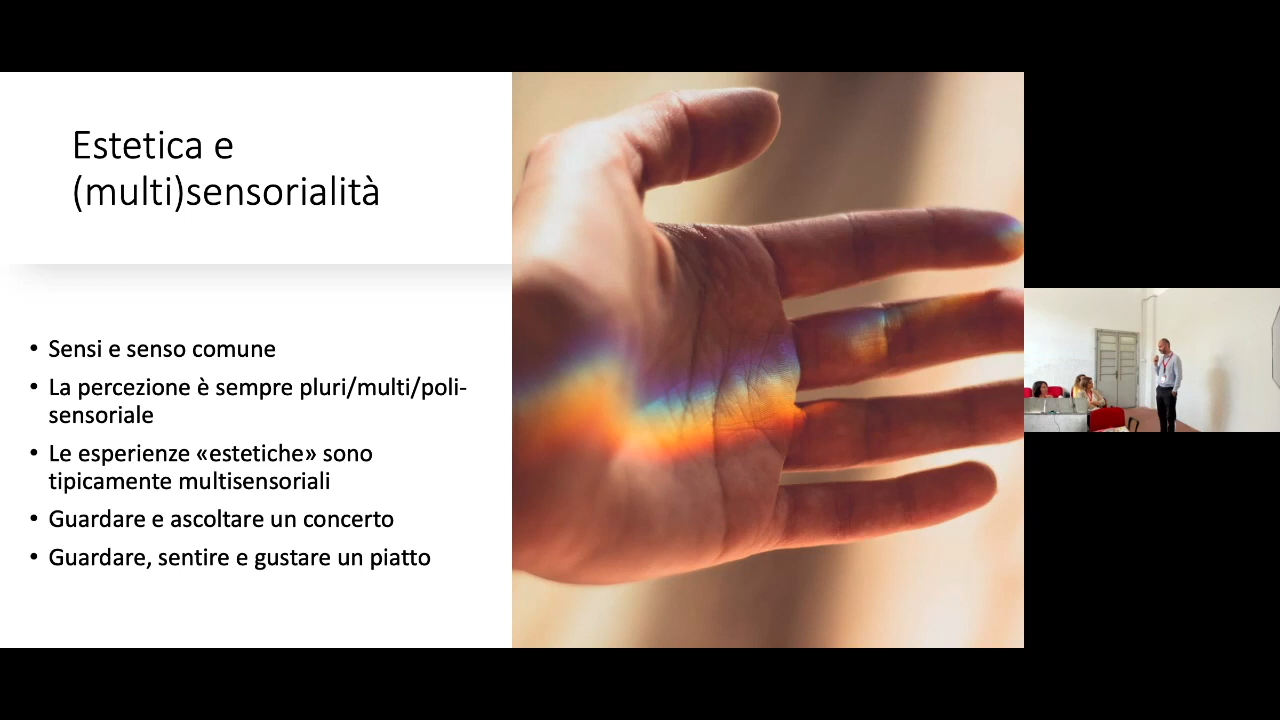 Estetica e
(multi)sensorialità
• Sensi e senso comune
• La percezione è sempre pluri/multi/poli-
sensoriale
• Le esperienze «estetiche» sono
tipicamente multisensoriali
• Guardare e ascoltare un concerto
• Guardare, sentire e gustare un piatto